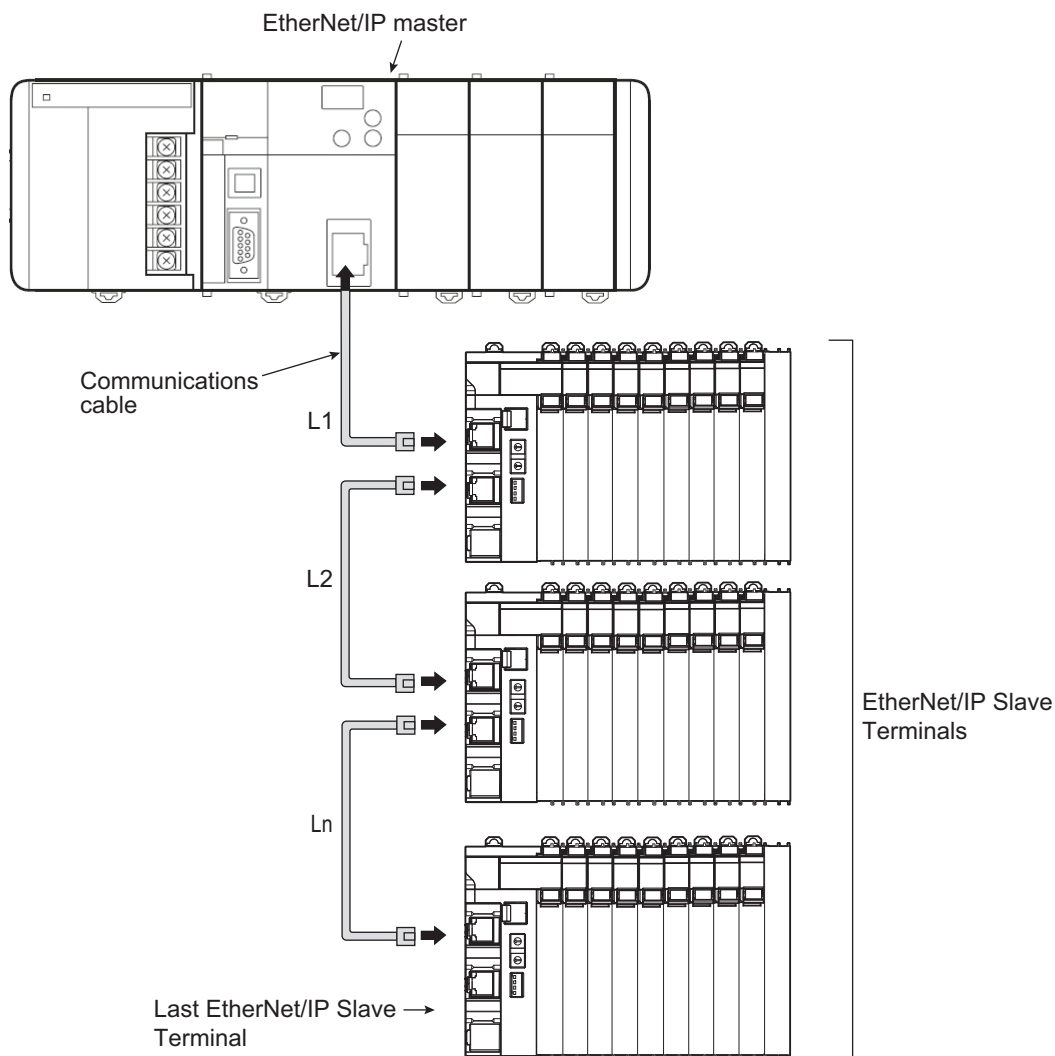 EtherNet/IP master
Communications
cable
L1
L2
EtherNet/IP Slave
Terminals
Ln
Last EtherNet/IP Slave
Terminal